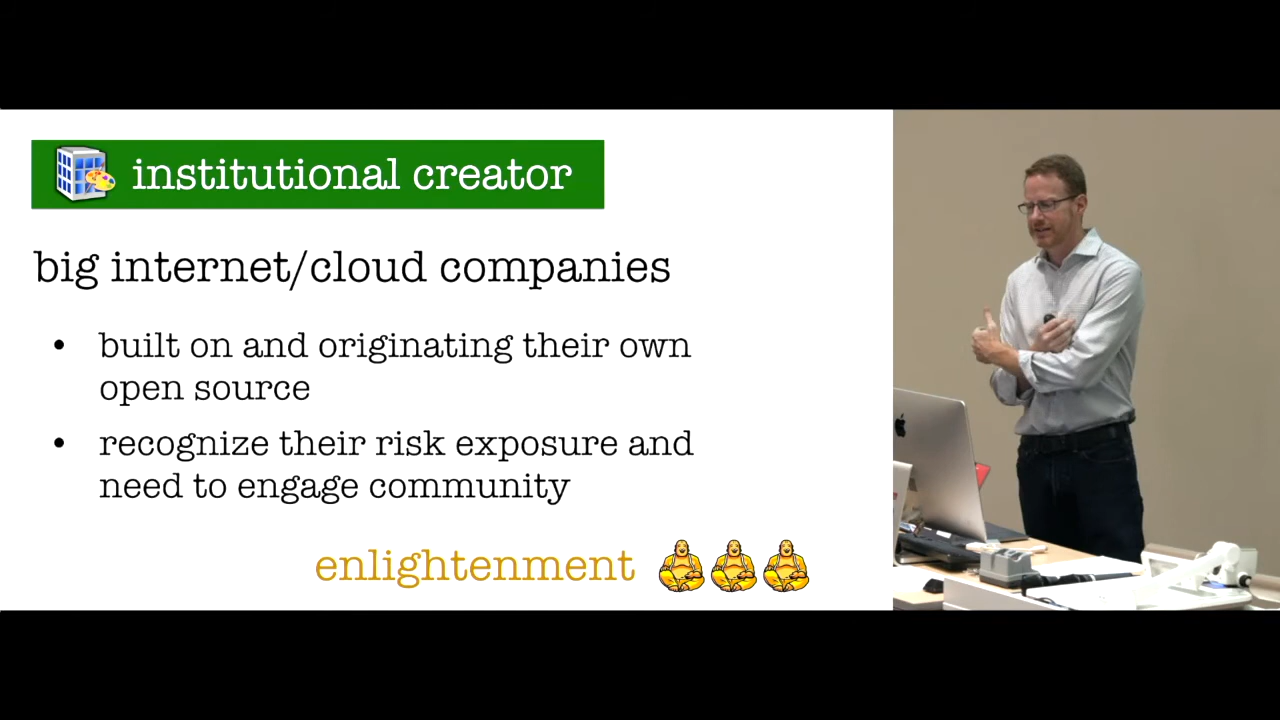 institutional creator
big internet/cloud companies
• built on and originating their own
open source
• recognize their risk exposure and
need to engage community
enlightenment